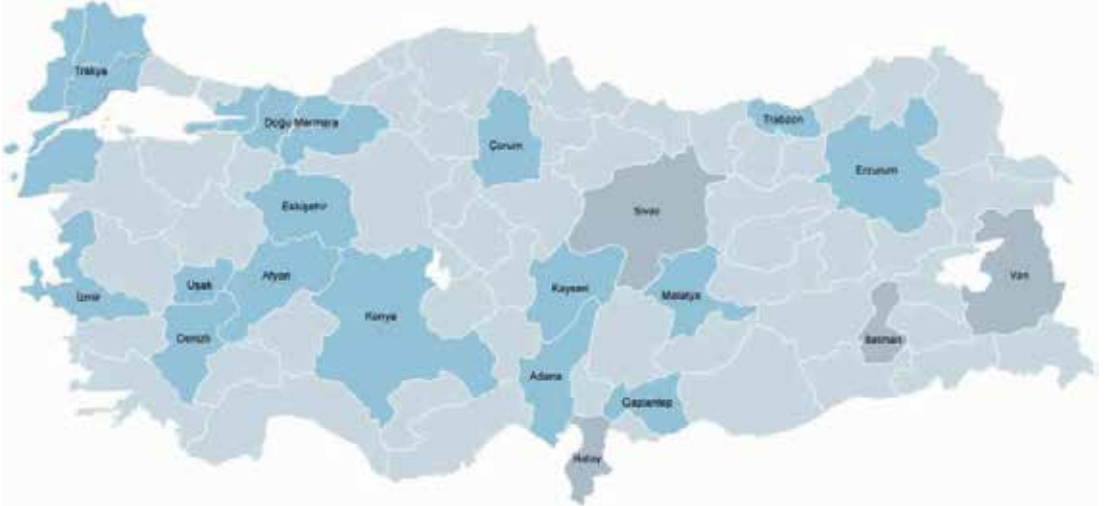 Trakya
Doğu Marmara
Çorum
Trabzon
Erzurum
Eskişehir
Sivas
Van
İzmir
Uşak
Afyon
Kayseri
Malatya
Konya
Denizli
Batman
Adana
Gaziantep
Hatay